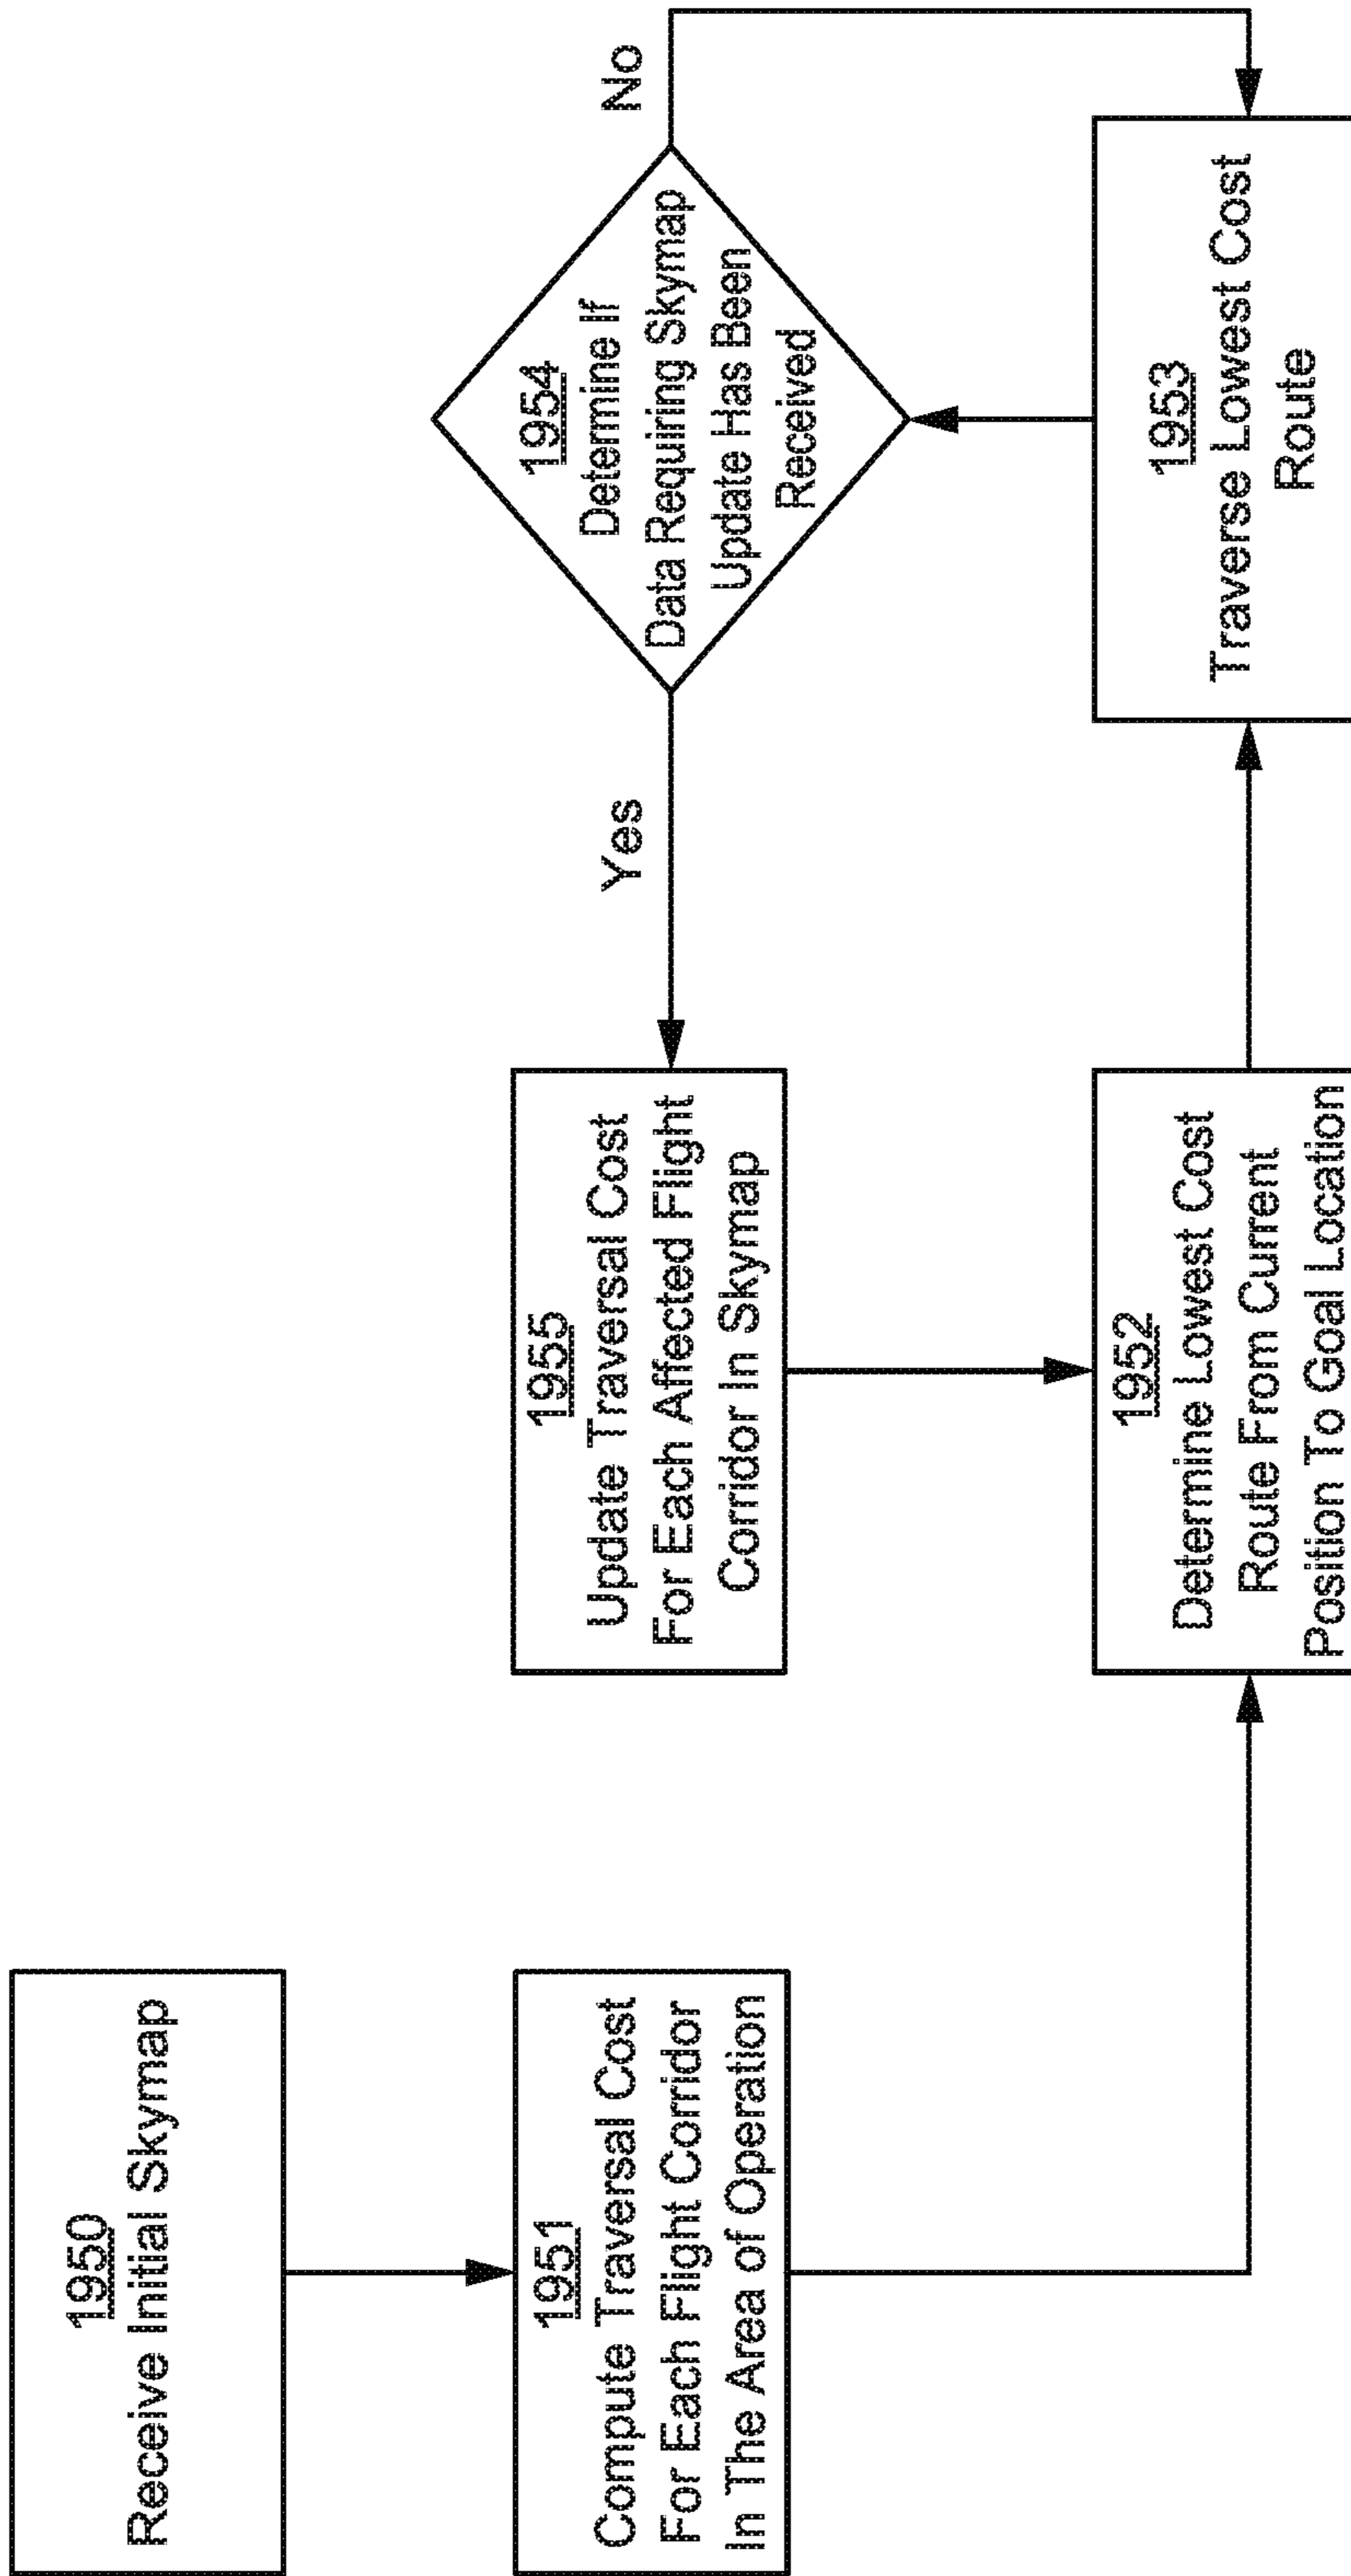 1950
Receive Initial Skymap
1951
Compute Traversal Cost
For Each Flight Corridor
In The Area of Operation
1955
Update Traversal Cost
For Each Affected Flight
Corridor In Skymap
1952
Determine Lowest Cost
Route From Current
Position To Goal Location
Yes
1954
Determine If
Data Requiring Skymap
Update Has Been
Received
No
1953
Traverse Lowest Cost
Route